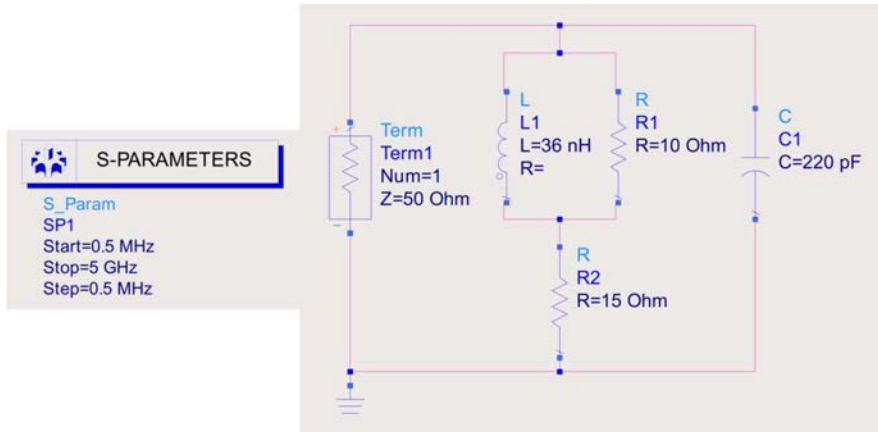 S-PARAMETERS
S_Param
SP1
Start=0.5 MHz
Stop=5 GHz
Step=0.5 MHz
+
Term
Term1
Num=1
Z=50 Ohm
-
L
L1
L=36 nH
R=
R
R1
R=10 Ohm
C
C1
C=220 pF
R
R2
R=15 Ohm